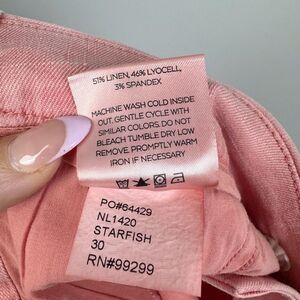 51% LINEN, 46% LYOCELL,
3% SPANDEX
MACHINE WASH COLD INSIDE
OUT. GENTLE CYCLE WITH
SIMILAR COLORS. DO NOT
BLEACH TUMBLE DRY LOW
REMOVE PROMPTLY WARM
IRON IF NECESSARY
PO#64429
NL1420
STARFISH
30
RN#99299